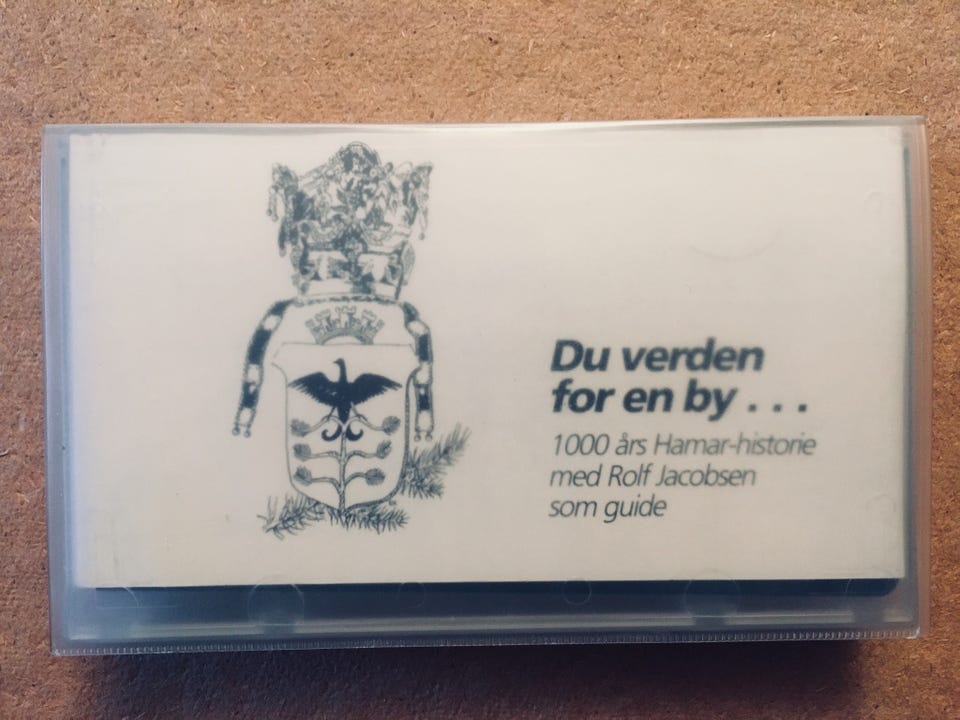 Du verden
for en by . . .
1000 års Hamar-historie
med Rolf Jacobsen
som guide